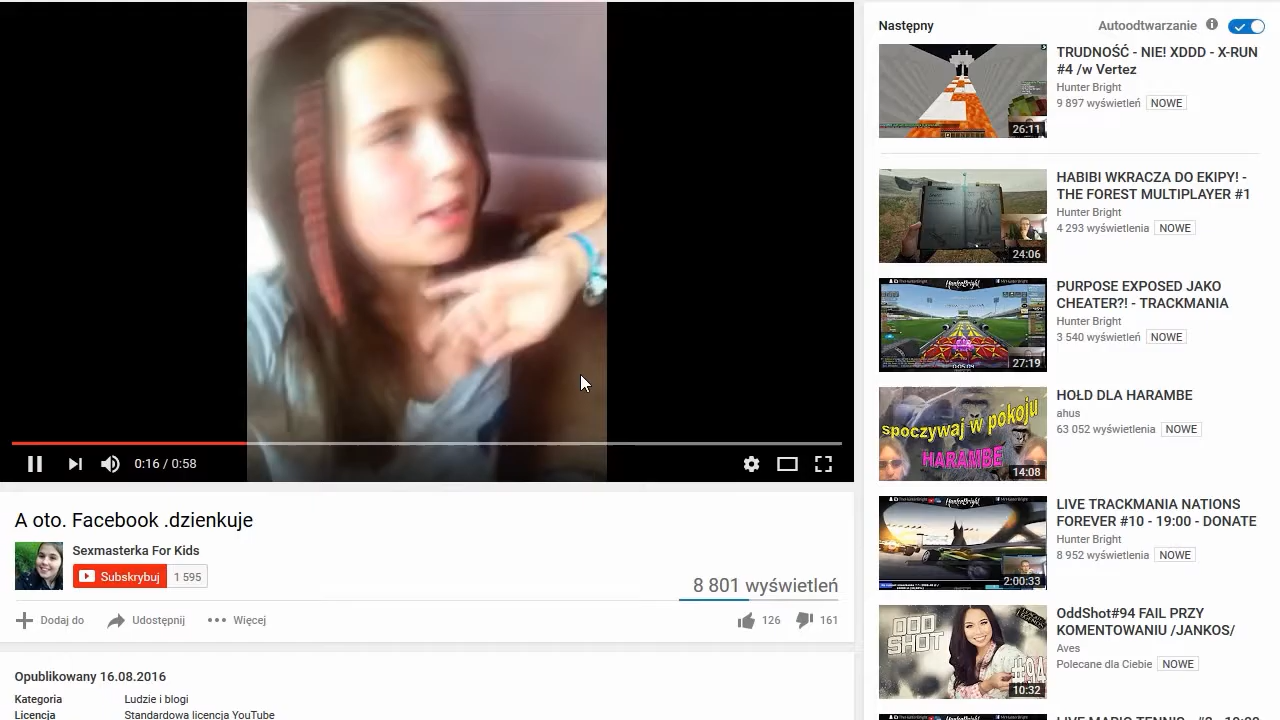 0:16 / 0:58
A oto. Facebook .dzienkuje
Sexmasterka For Kids
Subskrybuj 1 595
8 801 wyświetleń
Dodaj do Udostępnij Więcej 126 161
Opublikowany 16.08.2016
Kategoria Ludzie i blogi
Licencja Standardowa licencja YouTube
Następny Autoodtwarzanie
TRUDNOŚĆ - NIE! XDDD - X-RUN
#4 /w Vertez
Hunter Bright
9 897 wyświetleń NOWE
26:11
HABIBI WKRACZA DO EKIPY! -
THE FOREST MULTIPLAYER #1
Hunter Bright
4 293 wyświetlenia NOWE
24:06
PURPOSE EXPOSED JAKO
CHEATER?! - TRACKMANIA
Hunter Bright
3 540 wyświetleń NOWE
HunterBright
27:19
HOŁD DLA HARAMBE
ahus
63 052 wyświetlenia NOWE
spoczywaj w pokoju
HARAMBE
14:08
LIVE TRACKMANIA NATIONS
FOREVER #10 - 19:00 - DONATE
Hunter Bright
8 952 wyświetlenia NOWE
HunterBright
2:00:33
OddShot#94 FAIL PRZY
KOMENTOWANIU /JANKOS/
Aves
Polecane dla Ciebie NOWE
ODD
SHOT
#94
10:32